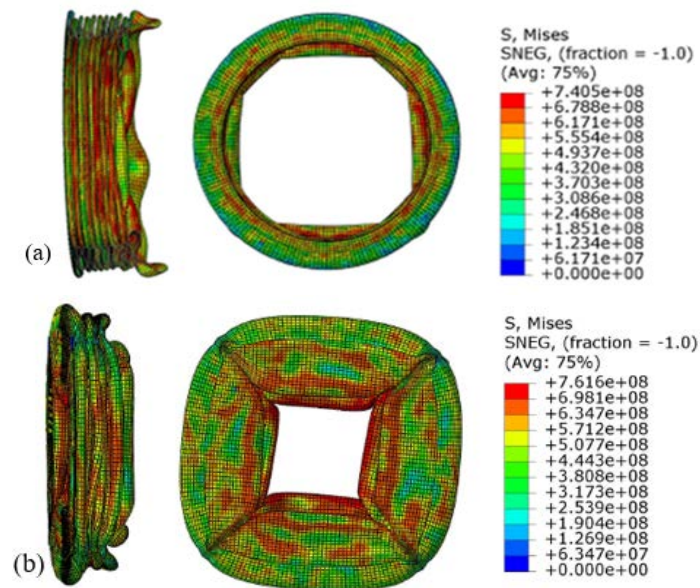 S, Mises
SNEG, (fraction = -1.0)
(Avg: 75%)
+7.405e+08
+6.788e+08
+6.171e+08
+5.554e+08
+4.937e+08
+4.320e+08
+3.703e+08
+3.086e+08
+2.468e+08
+1.851e+08
+1.234e+08
+6.171e+07
+0.000e+00
(a)
S, Mises
SNEG, (fraction = -1.0)
(Avg: 75%)
+7.616e+08
+6.981e+08
+6.347e+08
+5.712e+08
+5.077e+08
+4.443e+08
+3.808e+08
+3.173e+08
+2.539e+08
+1.904e+08
+1.269e+08
+6.347e+07
+0.000e+00
(b)